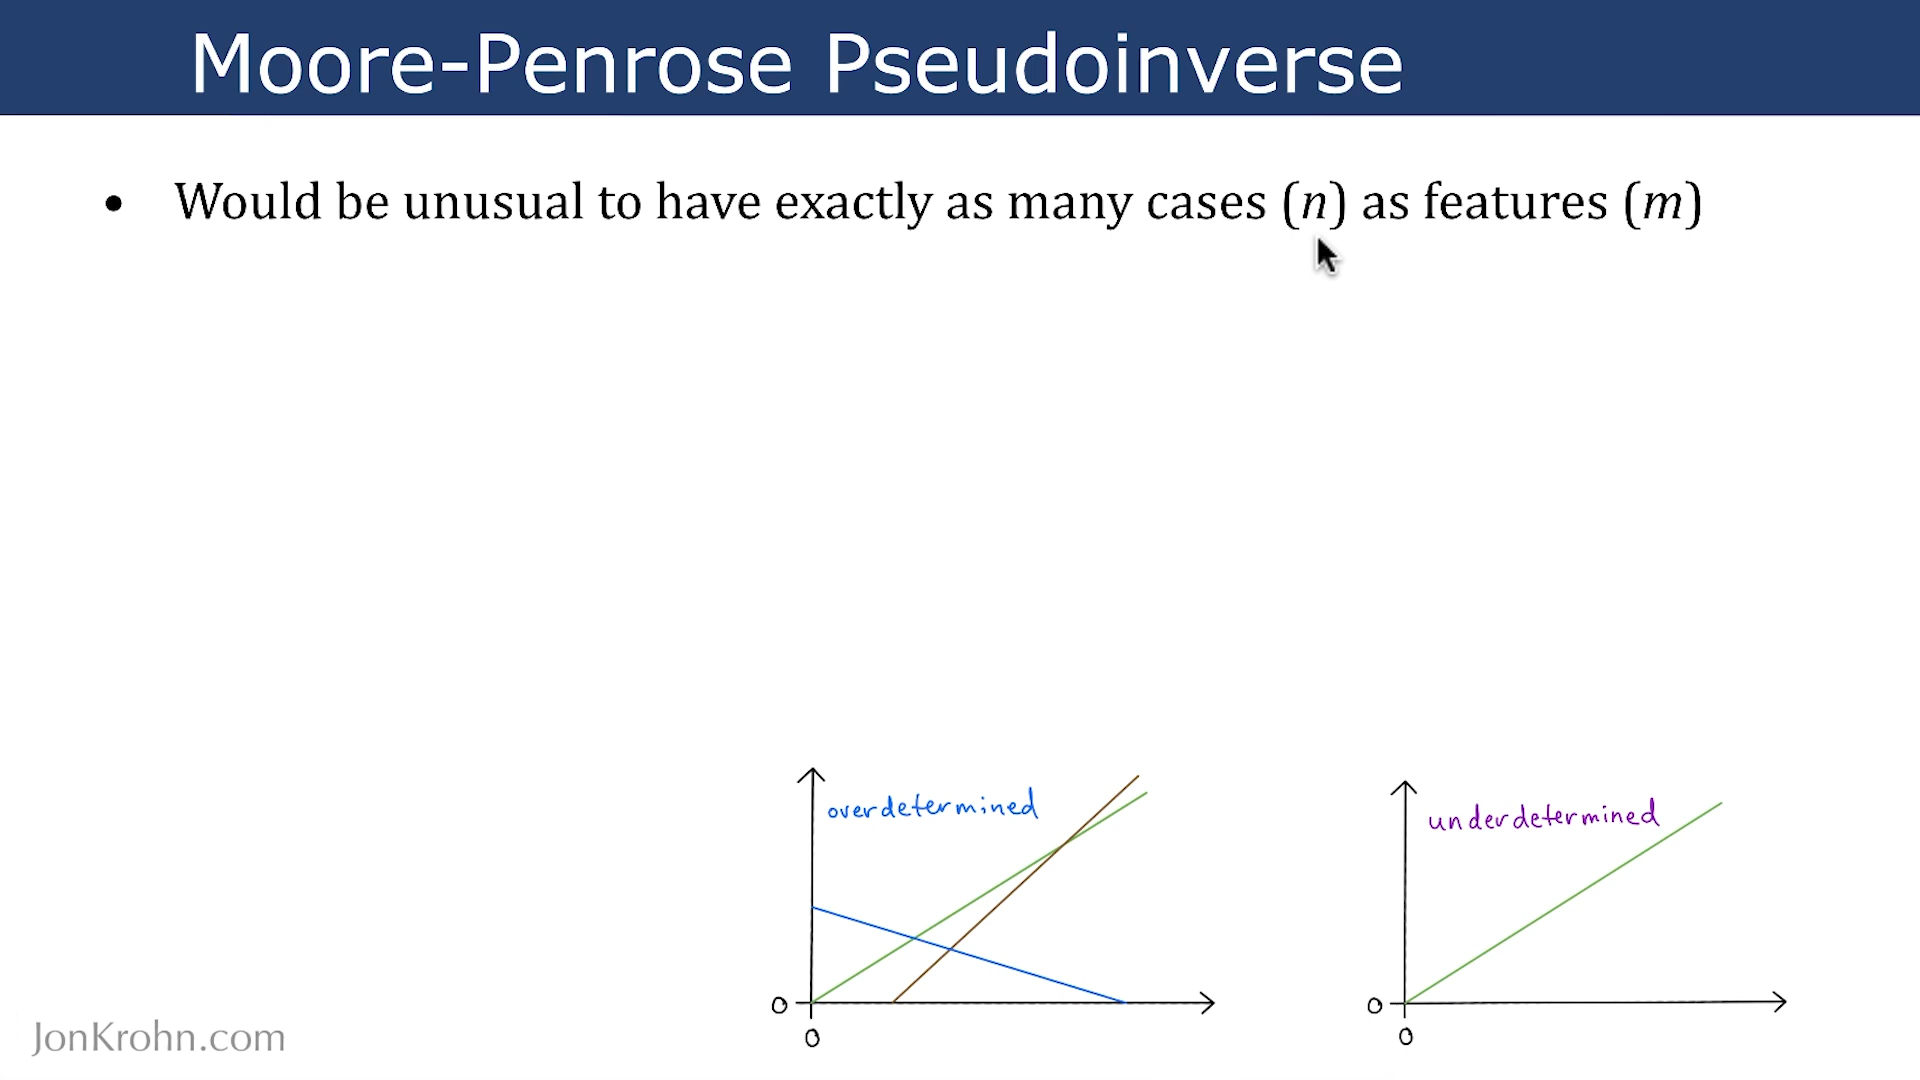 Moore-Penrose Pseudoinverse
• Would be unusual to have exactly as many cases (n) as features (m)
overdetermined
0
0
underdetermined
0
0
JonKrohn.com